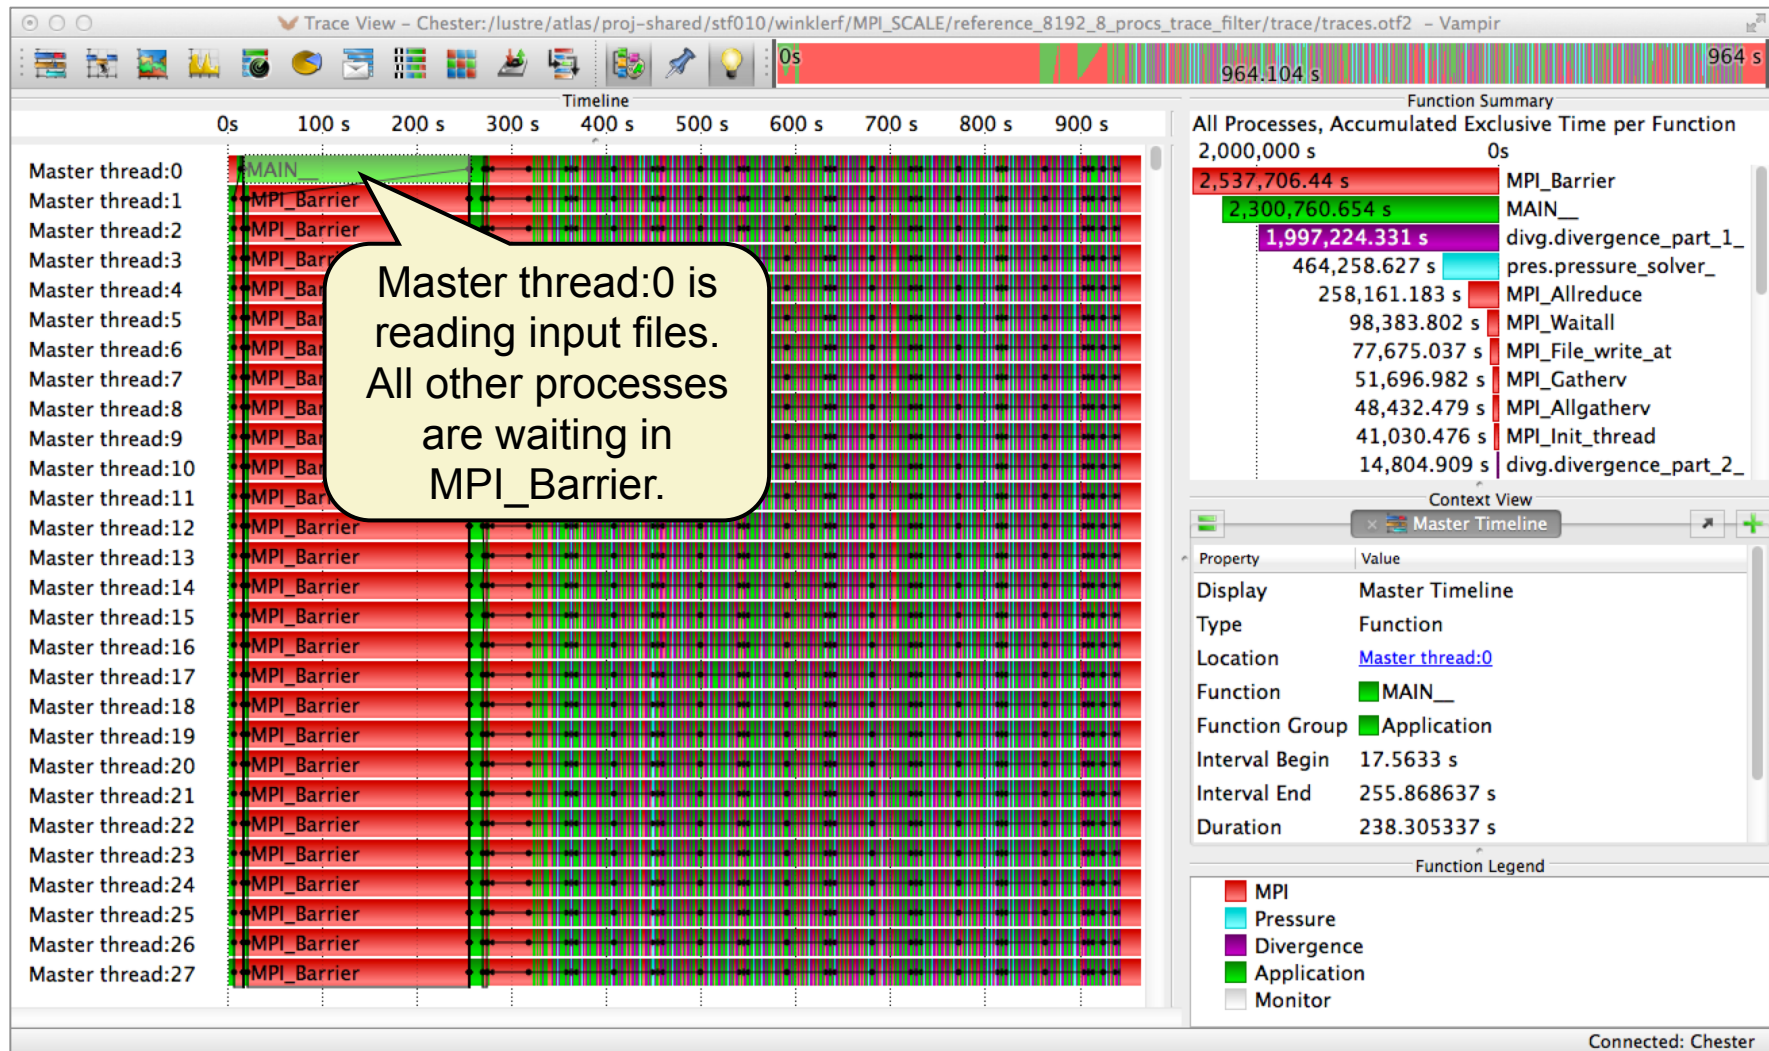 Trace View – Chester:/lustre/atlas/proj-shared/stf010/winklerf/MPI_SCALE/reference_8192_8_procs_trace_filter/trace/traces.otf2 – Vampir
0s 964.104 s 964 s
Timeline
0s 100 s 200 s 300 s 400 s 500 s 600 s 700 s 800 s 900 s
Master thread:0 MAIN__
Master thread:1 MPI_Barrier
Master thread:2 MPI_Barrier
Master thread:3 MPI_Bar
Master thread:4 MPI_Bar
Master thread:5 MPI_Bar
Master thread:6 MPI_Bar
Master thread:7 MPI_Bar
Master thread:8 MPI_Bar
Master thread:9 MPI_Bar
Master thread:10 MPI_Bar
Master thread:11 MPI_Bar
Master thread:12 MPI_Barrier
Master thread:13 MPI_Barrier
Master thread:14 MPI_Barrier
Master thread:15 MPI_Barrier
Master thread:16 MPI_Barrier
Master thread:17 MPI_Barrier
Master thread:18 MPI_Barrier
Master thread:19 MPI_Barrier
Master thread:20 MPI_Barrier
Master thread:21 MPI_Barrier
Master thread:22 MPI_Barrier
Master thread:23 MPI_Barrier
Master thread:24 MPI_Barrier
Master thread:25 MPI_Barrier
Master thread:26 MPI_Barrier
Master thread:27 MPI_Barrier
Master thread:0 is
reading input files.
All other processes
are waiting in
MPI_Barrier.
Function Summary
All Processes, Accumulated Exclusive Time per Function
2,000,000 s 0s
2,537,706.44 s MPI_Barrier
2,300,760.654 s MAIN__
1,997,224.331 s divg.divergence_part_1_
464,258.627 s pres.pressure_solver_
258,161.183 s MPI_Allreduce
98,383.802 s MPI_Waitall
77,675.037 s MPI_File_write_at
51,696.982 s MPI_Gatherv
48,432.479 s MPI_Allgatherv
41,030.476 s MPI_Init_thread
14,804.909 s divg.divergence_part_2_
Context View
Master Timeline
Property Value
Display Master Timeline
Type Function
Location Master thread:0
Function MAIN__
Function Group Application
Interval Begin 17.5633 s
Interval End 255.868637 s
Duration 238.305337 s
Function Legend
MPI
Pressure
Divergence
Application
Monitor
Connected: Chester